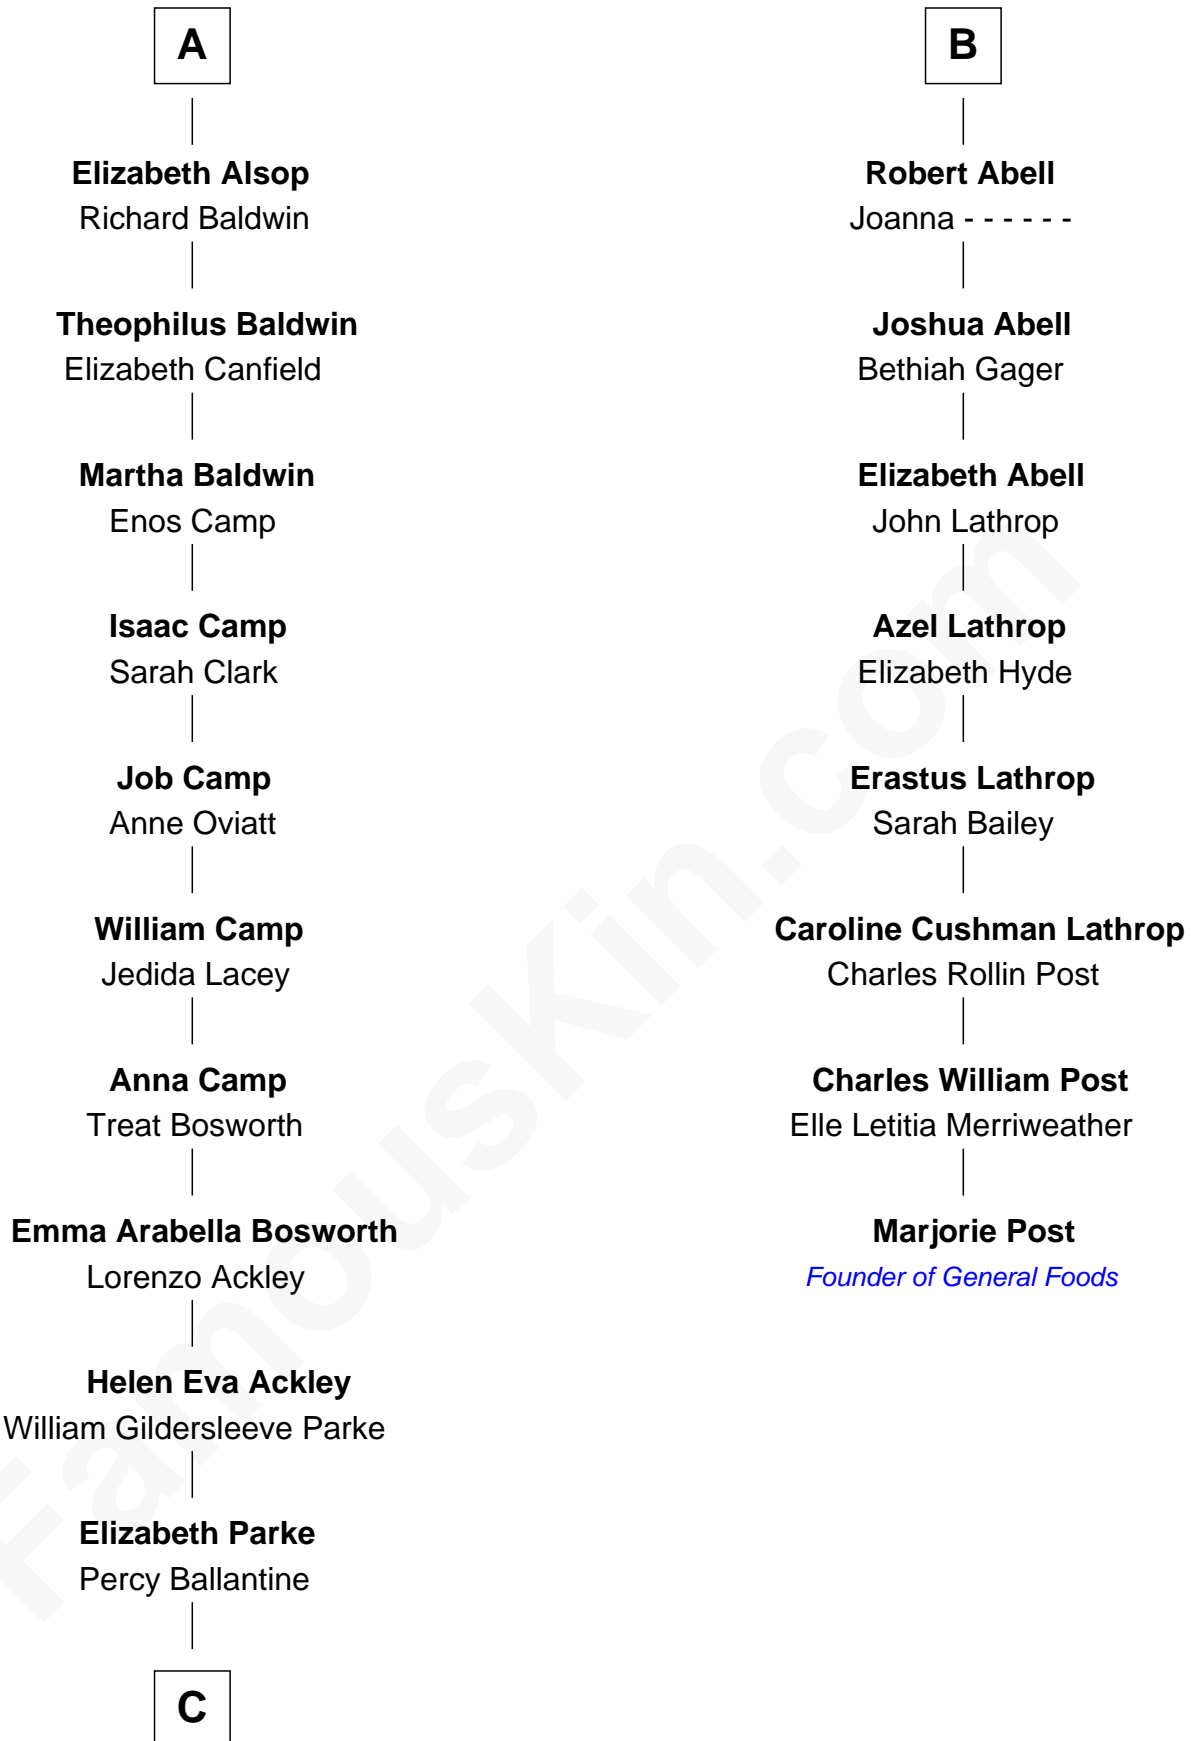 A
Elizabeth Alsop
Richard Baldwin
Theophilus Baldwin
Elizabeth Canfield
Martha Baldwin
Enos Camp
Isaac Camp
Sarah Clark
Job Camp
Anne Oviatt
William Camp
Jedida Lacey
Anna Camp
Treat Bosworth
Emma Arabella Bosworth
Lorenzo Ackley
Helen Eva Ackley
William Gildersleeve Parke
Elizabeth Parke
Percy Ballantine
C
B
Robert Abell
Joanna - - - - - -
Joshua Abell
Bethiah Gager
Elizabeth Abell
John Lathrop
Azel Lathrop
Elizabeth Hyde
Erastus Lathrop
Sarah Bailey
Caroline Cushman Lathrop
Charles Rollin Post
Charles William Post
Elle Letitia Merriweather
Marjorie Post
Founder of General Foods
FamousKin.com